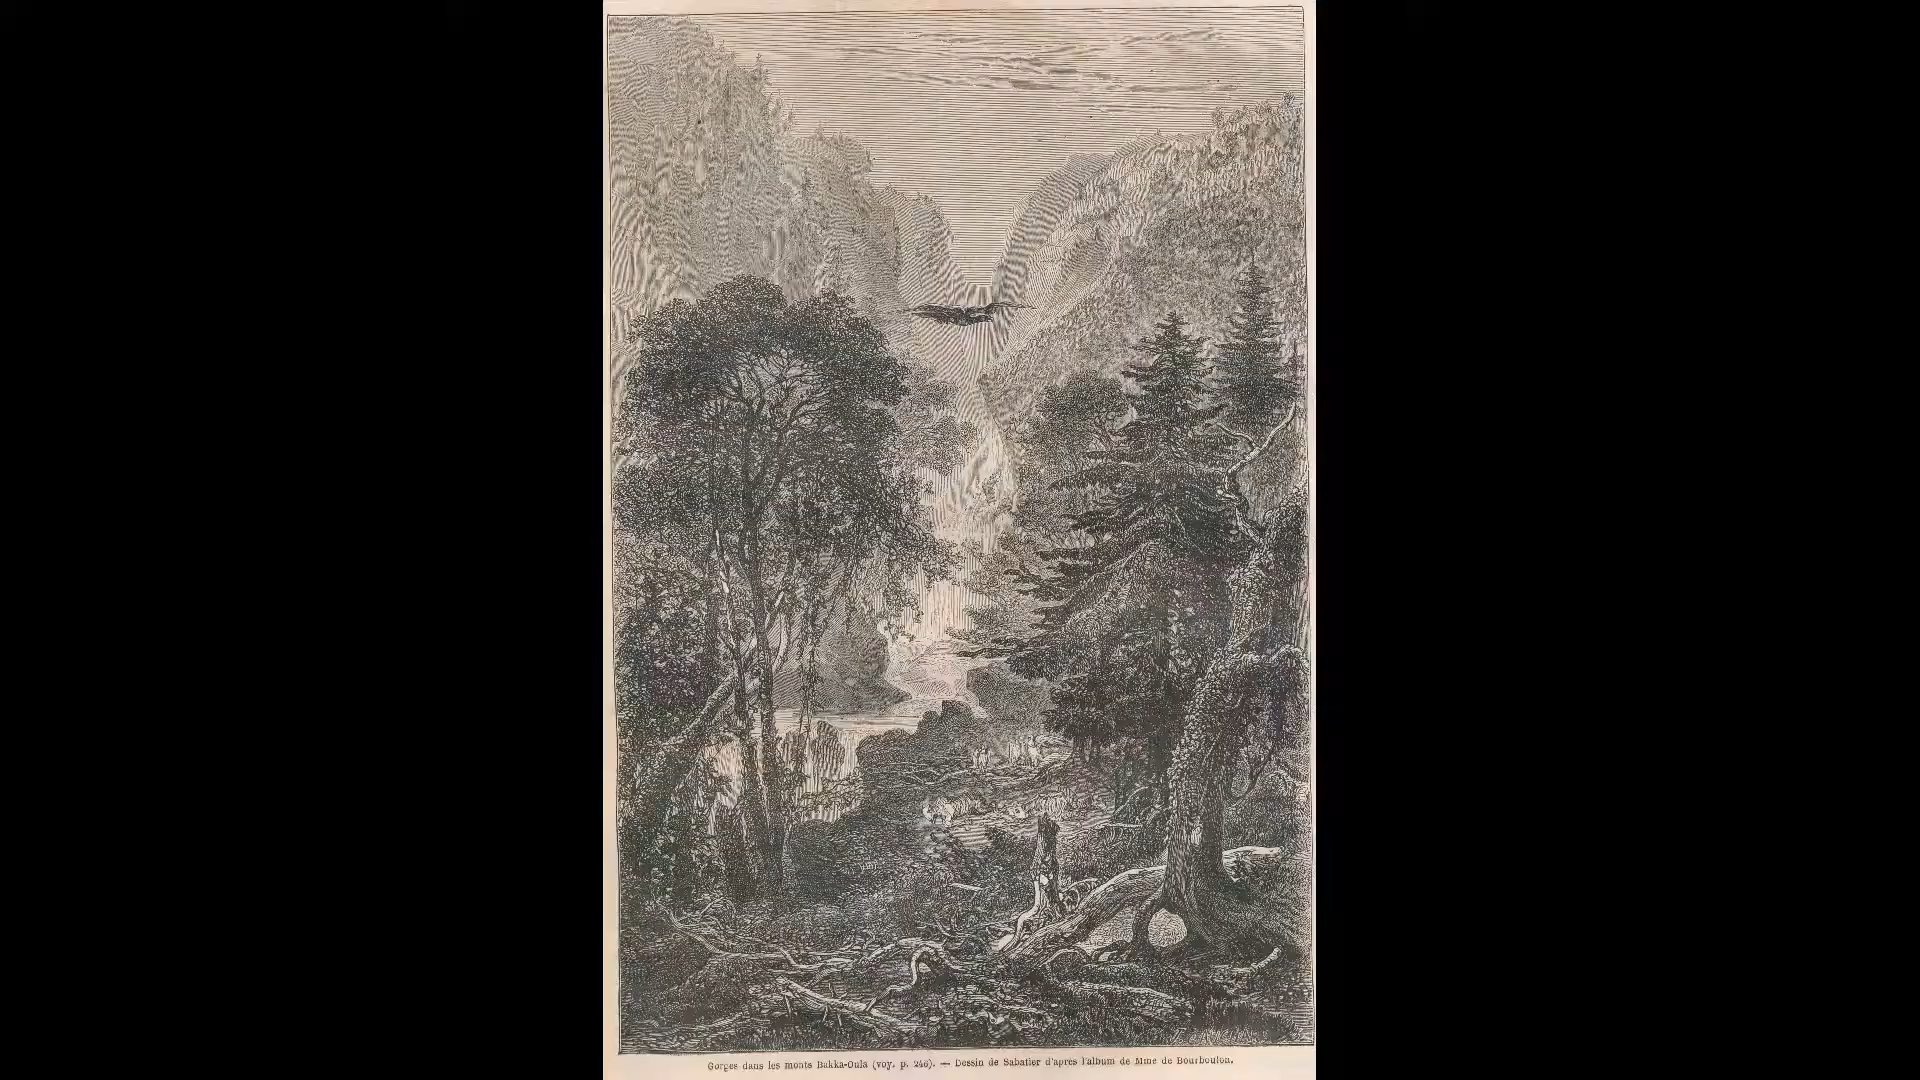 Gorges dans les monts Bakka-Oula (voy. p. 246). — Dessin de Sabatier d'après l'album de Mme de Bourboulon.